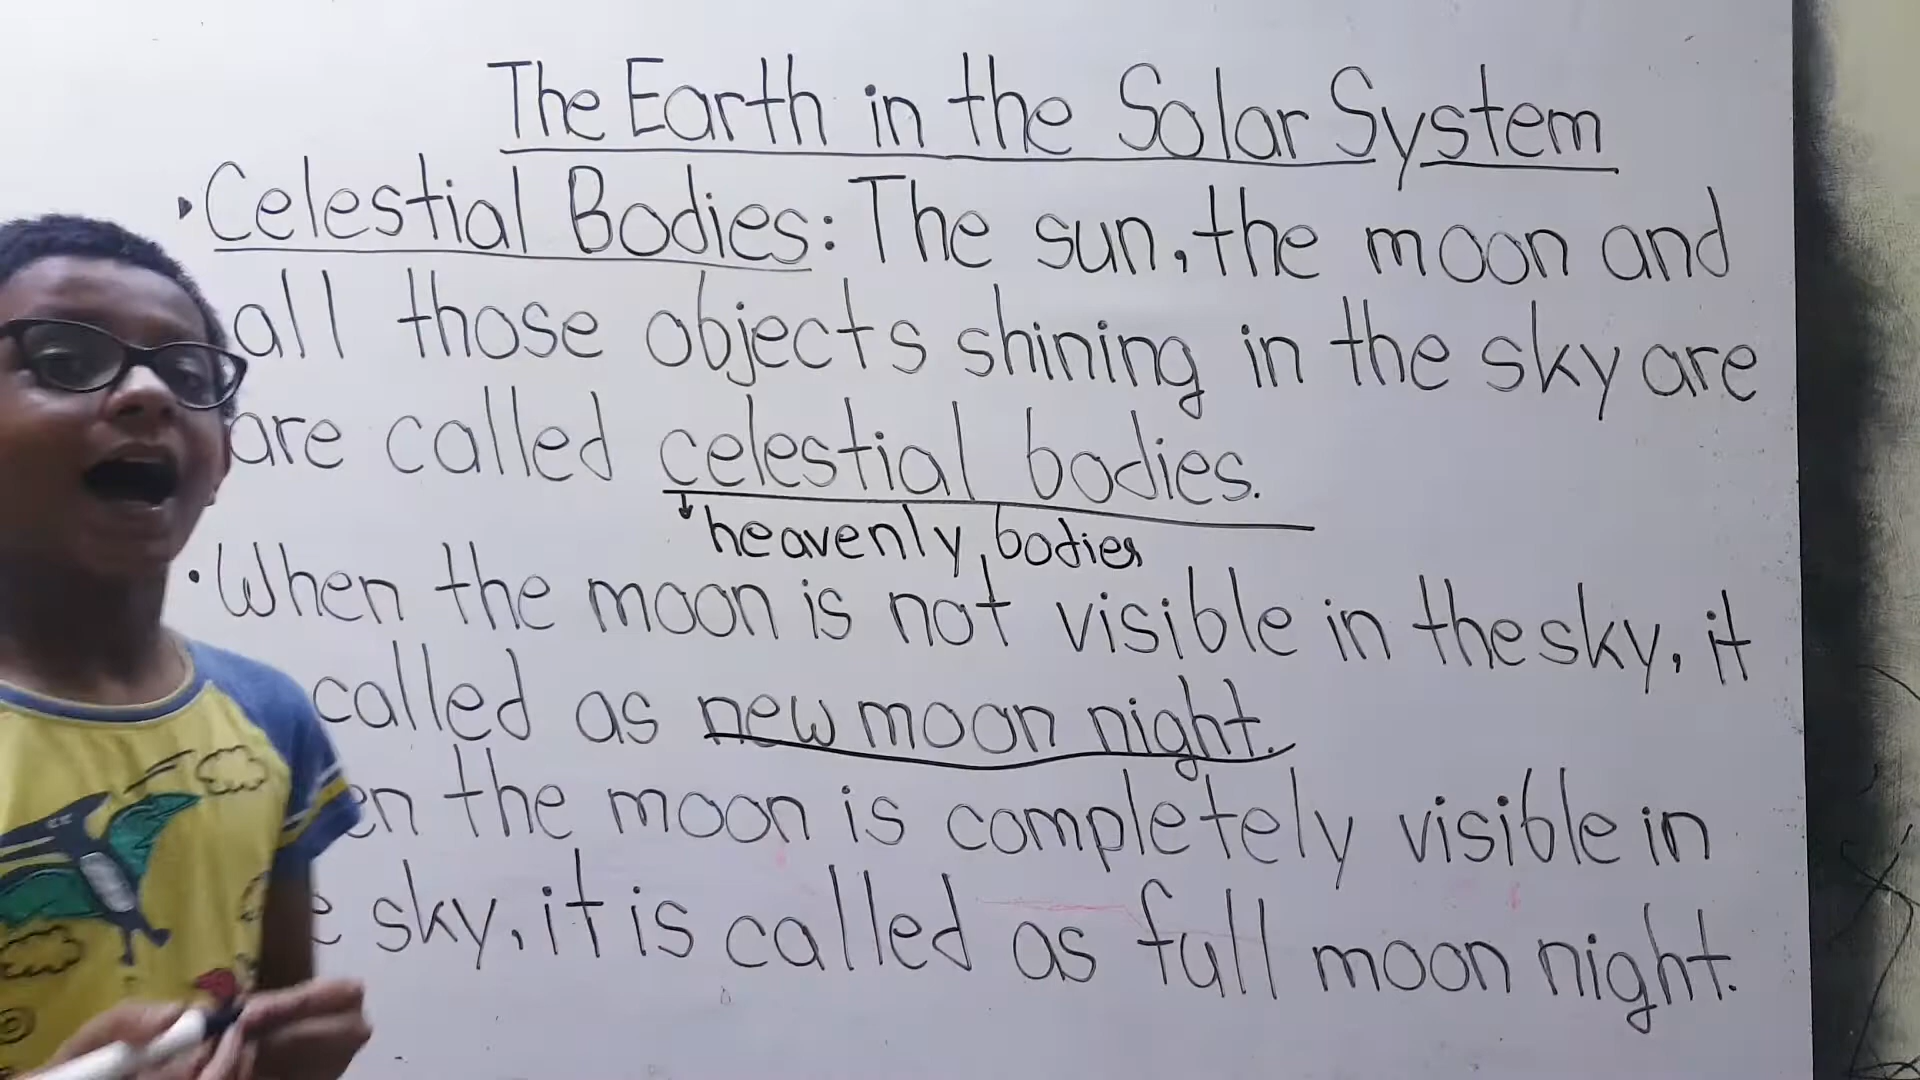 The Earth in the Solar System
• Celestial Bodies: The sun, the moon and
all those objects shining in the sky are
are called celestial bodies.
heavenly bodies
• When the moon is not visible in the sky, it
called as new moon night.
en the moon is completely visible in
e sky, it is called as full moon night.